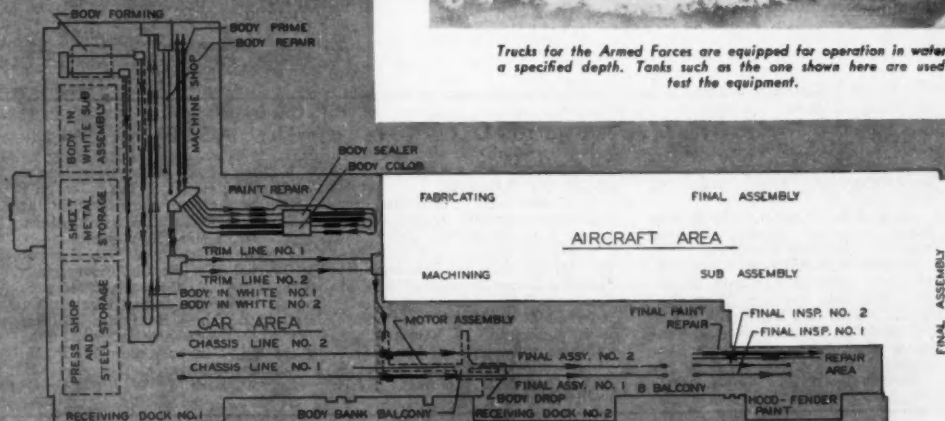 Trucks for the Armed Forces are equipped for operation in water
a specified depth. Tanks such as the one shown here are used
test the equipment.
BODY FORMING
BODY PRIME
BODY REPAIR
MACHINE SHOP
BODY IN
WHITE SUB
ASSEMBLY
SHEET
METAL
STORAGE
PRESS SHOP
AND
STEEL STORAGE
BODY SEALER
BODY COLOR
PAINT REPAIR
TRIM LINE NO. 1
TRIM LINE NO. 2
BODY IN WHITE NO. 1
BODY IN WHITE NO. 2
CAR AREA
CHASSIS LINE NO. 2
CHASSIS LINE NO. 1
RECEIVING DOCK NO. 1
MOTOR ASSEMBLY
BODY BANK BALCONY
FINAL ASSY. NO. 2
FINAL ASSY. NO. 1
BODY DROP
RECEIVING DOCK NO. 2
B BALCONY
FABRICATING
FINAL ASSEMBLY
AIRCRAFT AREA
MACHINING
SUB ASSEMBLY
FINAL ASSEMBLY
FINAL PAINT
REPAIR
FINAL INSP. NO. 2
FINAL INSP. NO. 1
REPAIR
AREA
HOOD-FENDER
PAINT